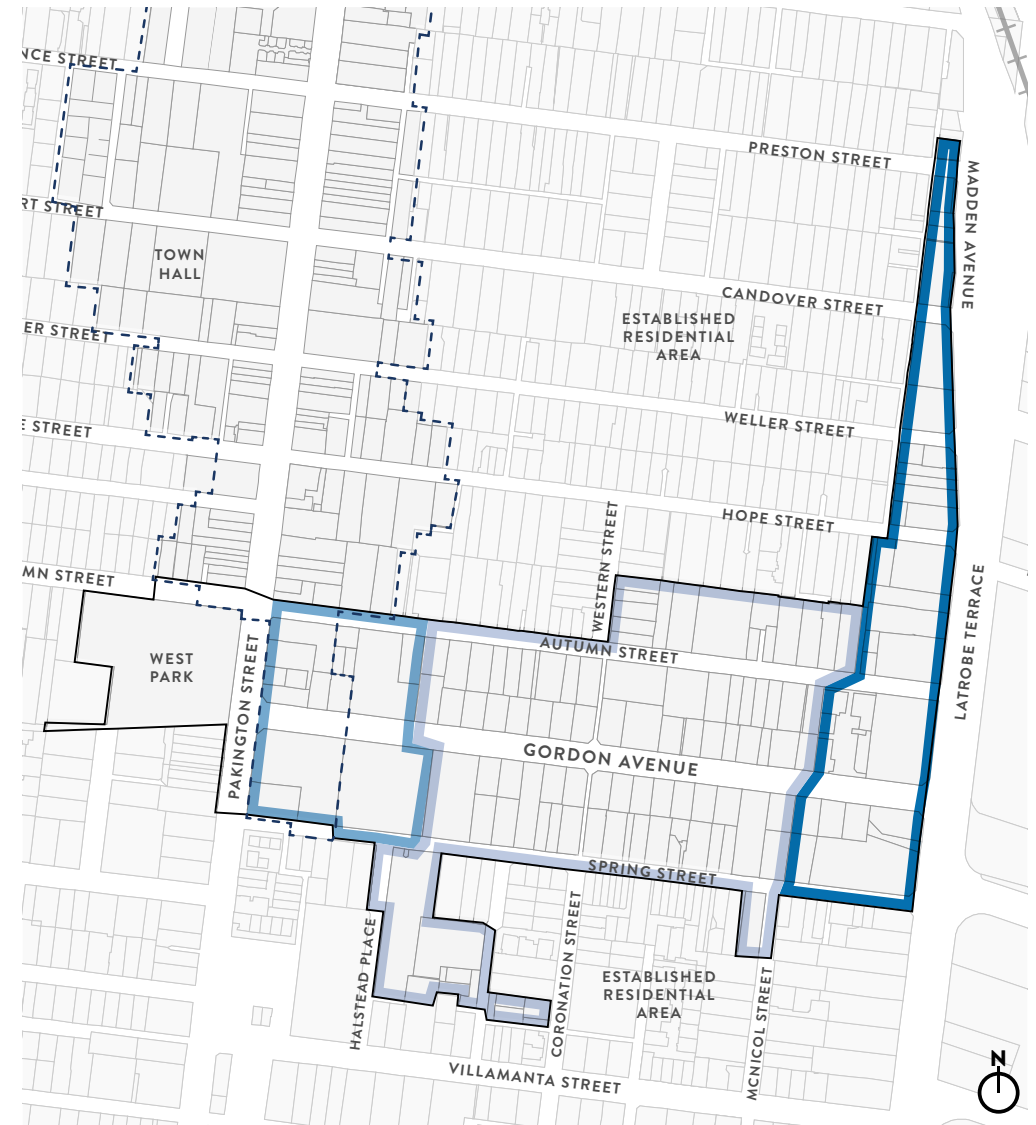 NCE STREET
PRESTON STREET
MADDEN AVENUE
RT STREET
TOWN
HALL
CANDOVER STREET
ER STREET
ESTABLISHED
RESIDENTIAL
AREA
E STREET
WELLER STREET
HOPE STREET
WESTERN STREET
MN STREET
LATROBE TERRACE
AUTUMN STREET
WEST
PARK
PAKINGTON STREET
GORDON AVENUE
SPRING STREET
HALSTEAD PLACE
CORONATION STREET
ESTABLISHED
RESIDENTIAL
AREA
MCNICOL STREET
VILLAMANTA STREET
N